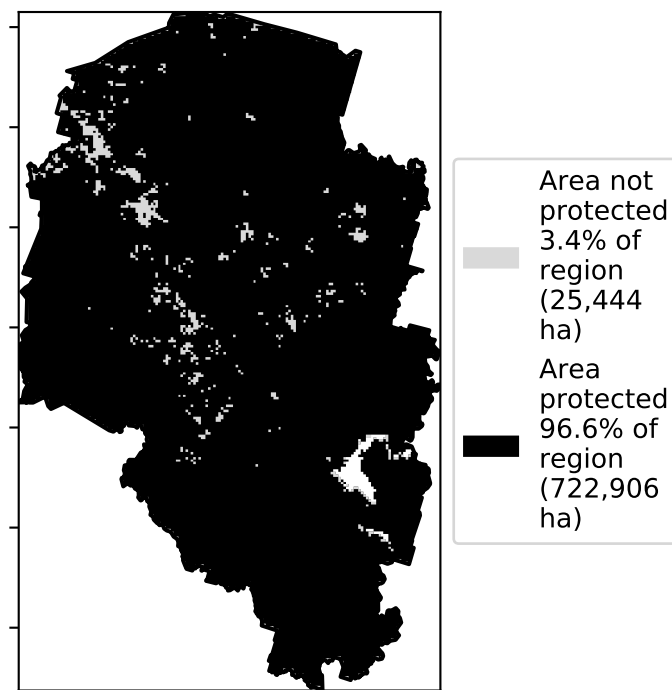 Area not
protected
3.4% of
region
(25,444
ha)
Area
protected
96.6% of
region
(722,906
ha)